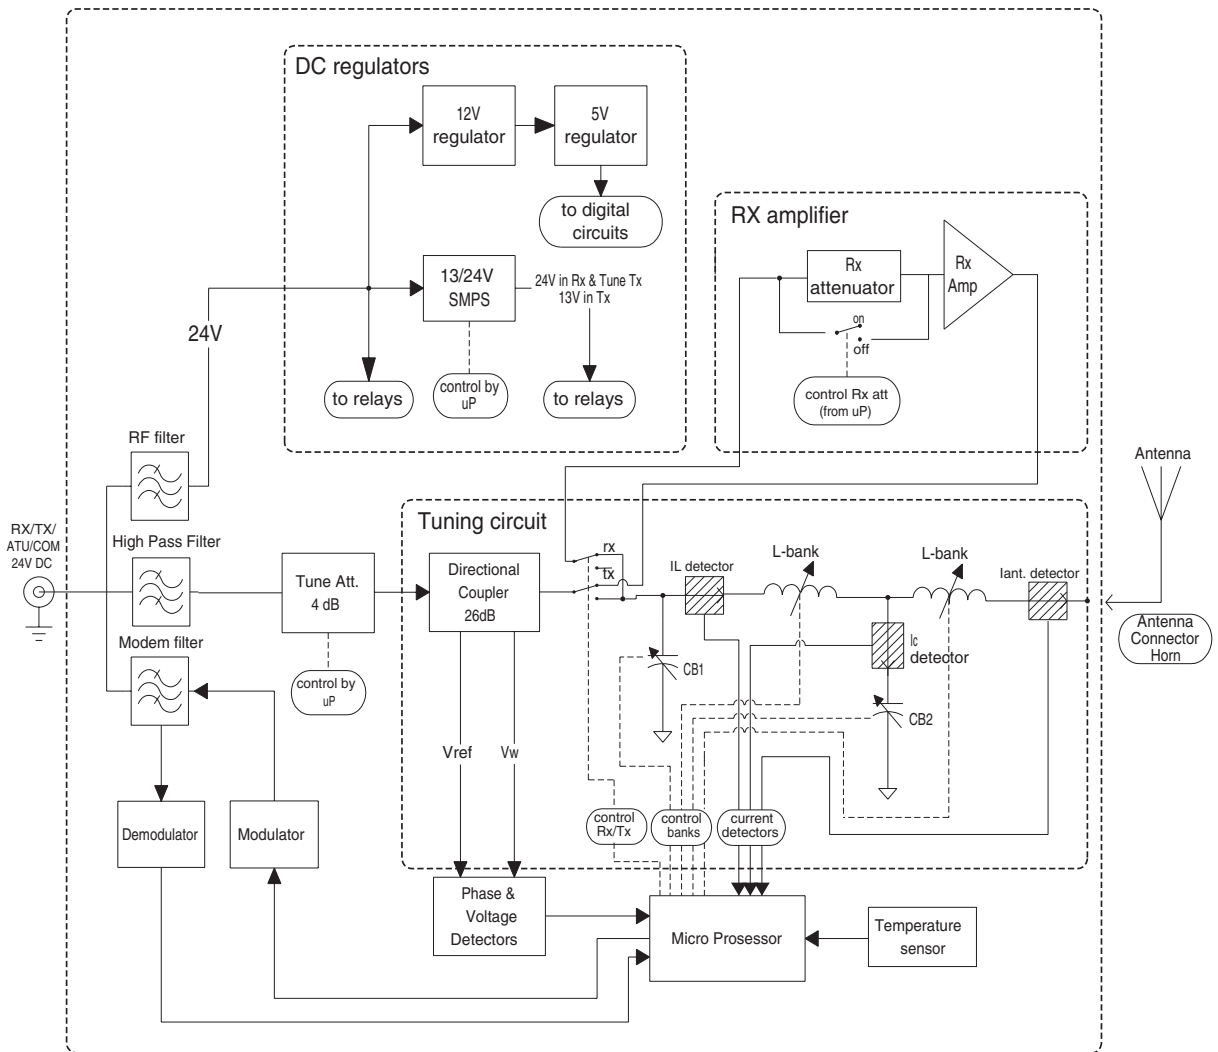 DC regulators
12V
regulator
5V
regulator
to digital
circuits
13/24V
SMPS
24V in Rx & Tune Tx
13V in Tx
24V
to relays
control by
uP
to relays
RX amplifier
Rx
attenuator
Rx
Amp
on
off
control Rx att
(from uP)
RF filter
RX/TX/
ATU/COM
24V DC
High Pass Filter
Modem filter
Tune Att.
4 dB
control by
uP
Tuning circuit
Directional
Coupler
26dB
rx
tx
IL detector
L-bank
L-bank
Iant. detector
Ic
detector
CB1
CB2
Antenna
Antenna
Connector
Horn
Vref
Vw
control
Rx/Tx
control
banks
current
detectors
Demodulator
Modulator
Phase &
Voltage
Detectors
Micro Prosessor
Temperature
sensor